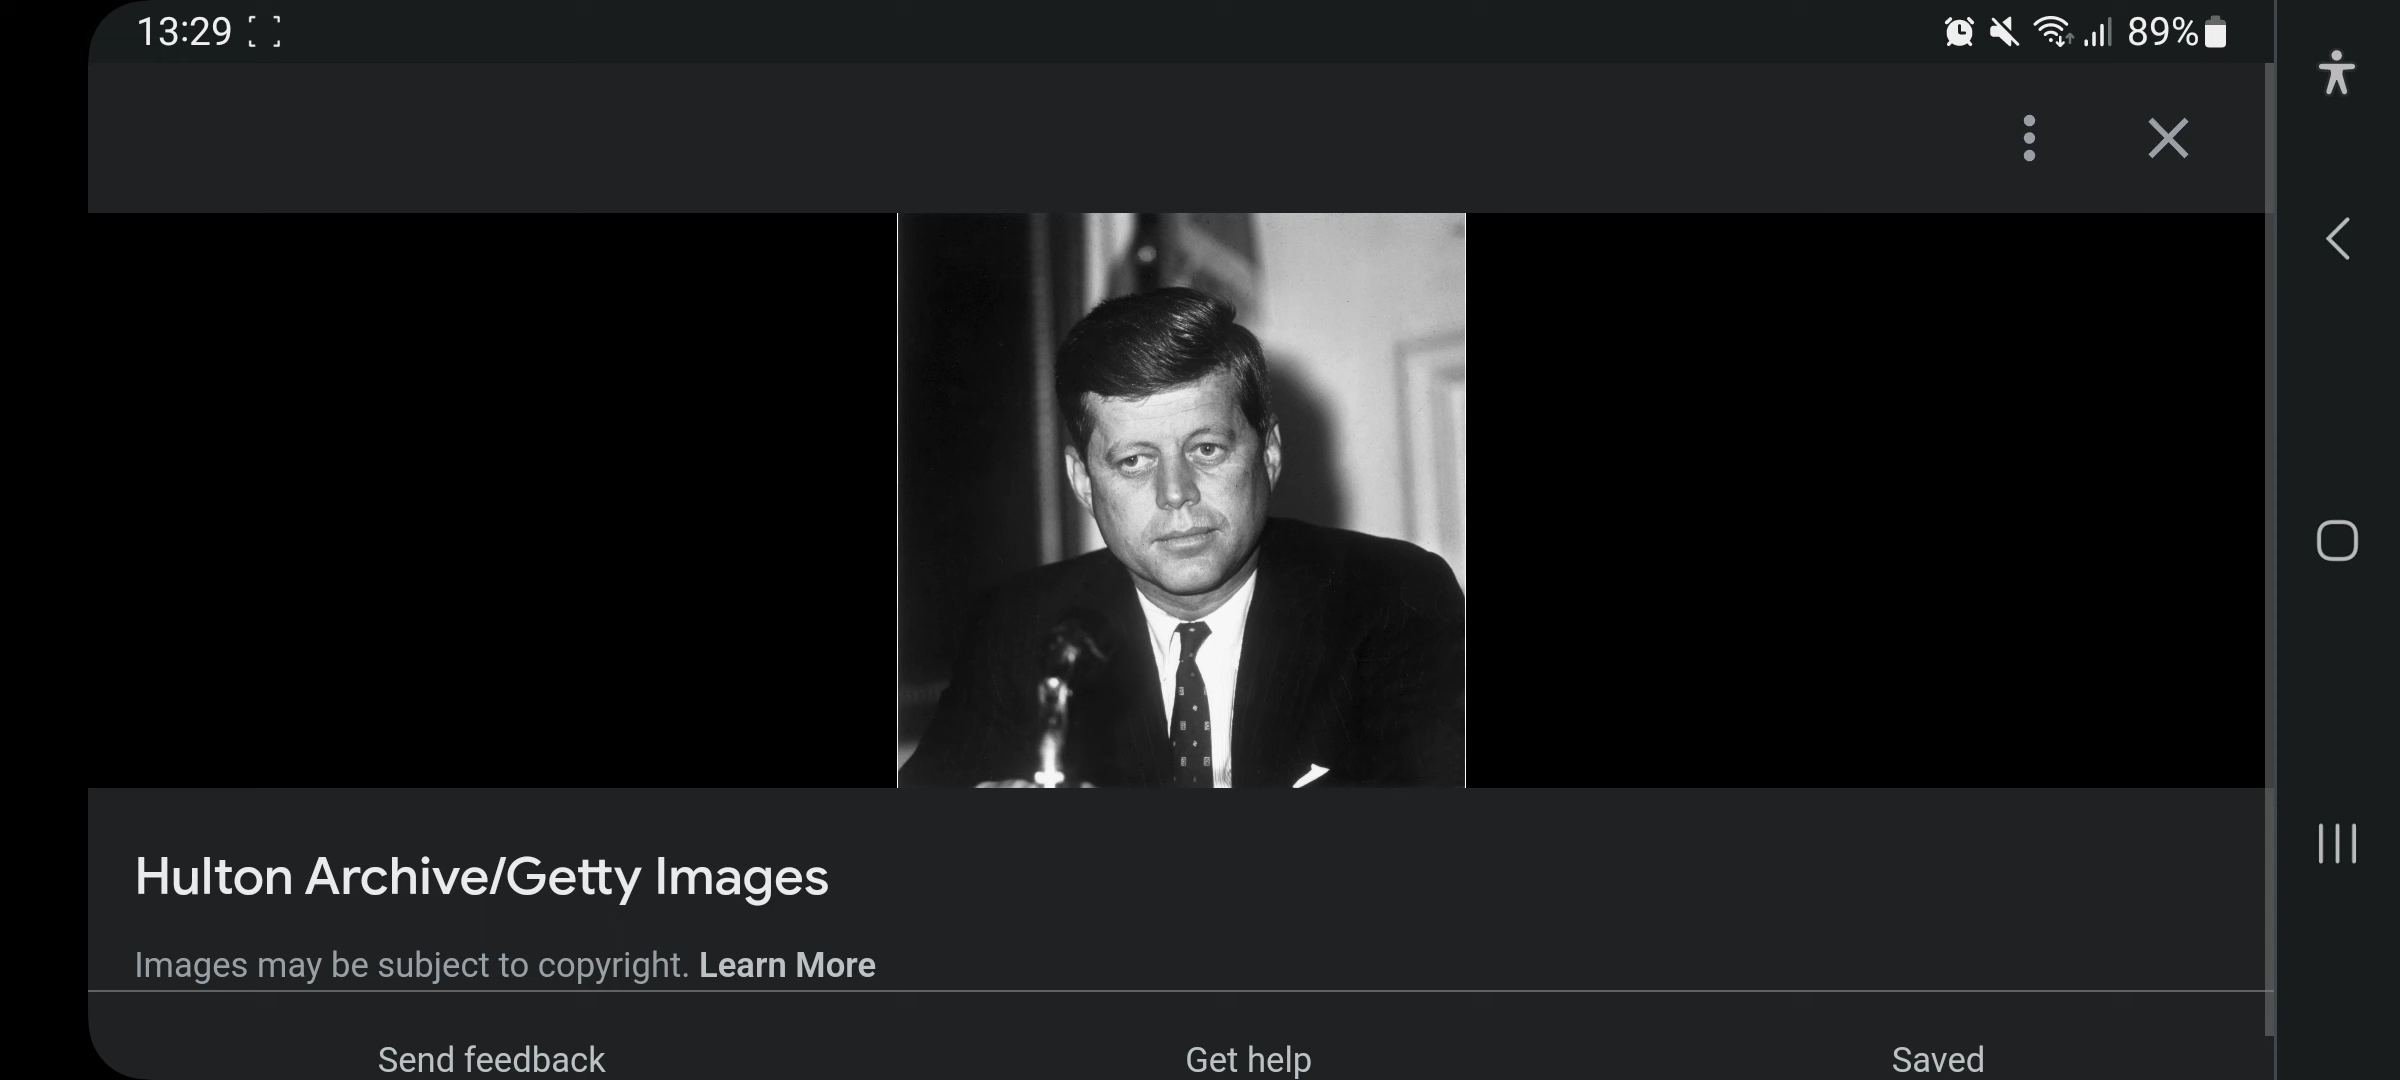 13:29
89%
Hulton Archive/Getty Images
Images may be subject to copyright. Learn More
Send feedback
Get help
Saved